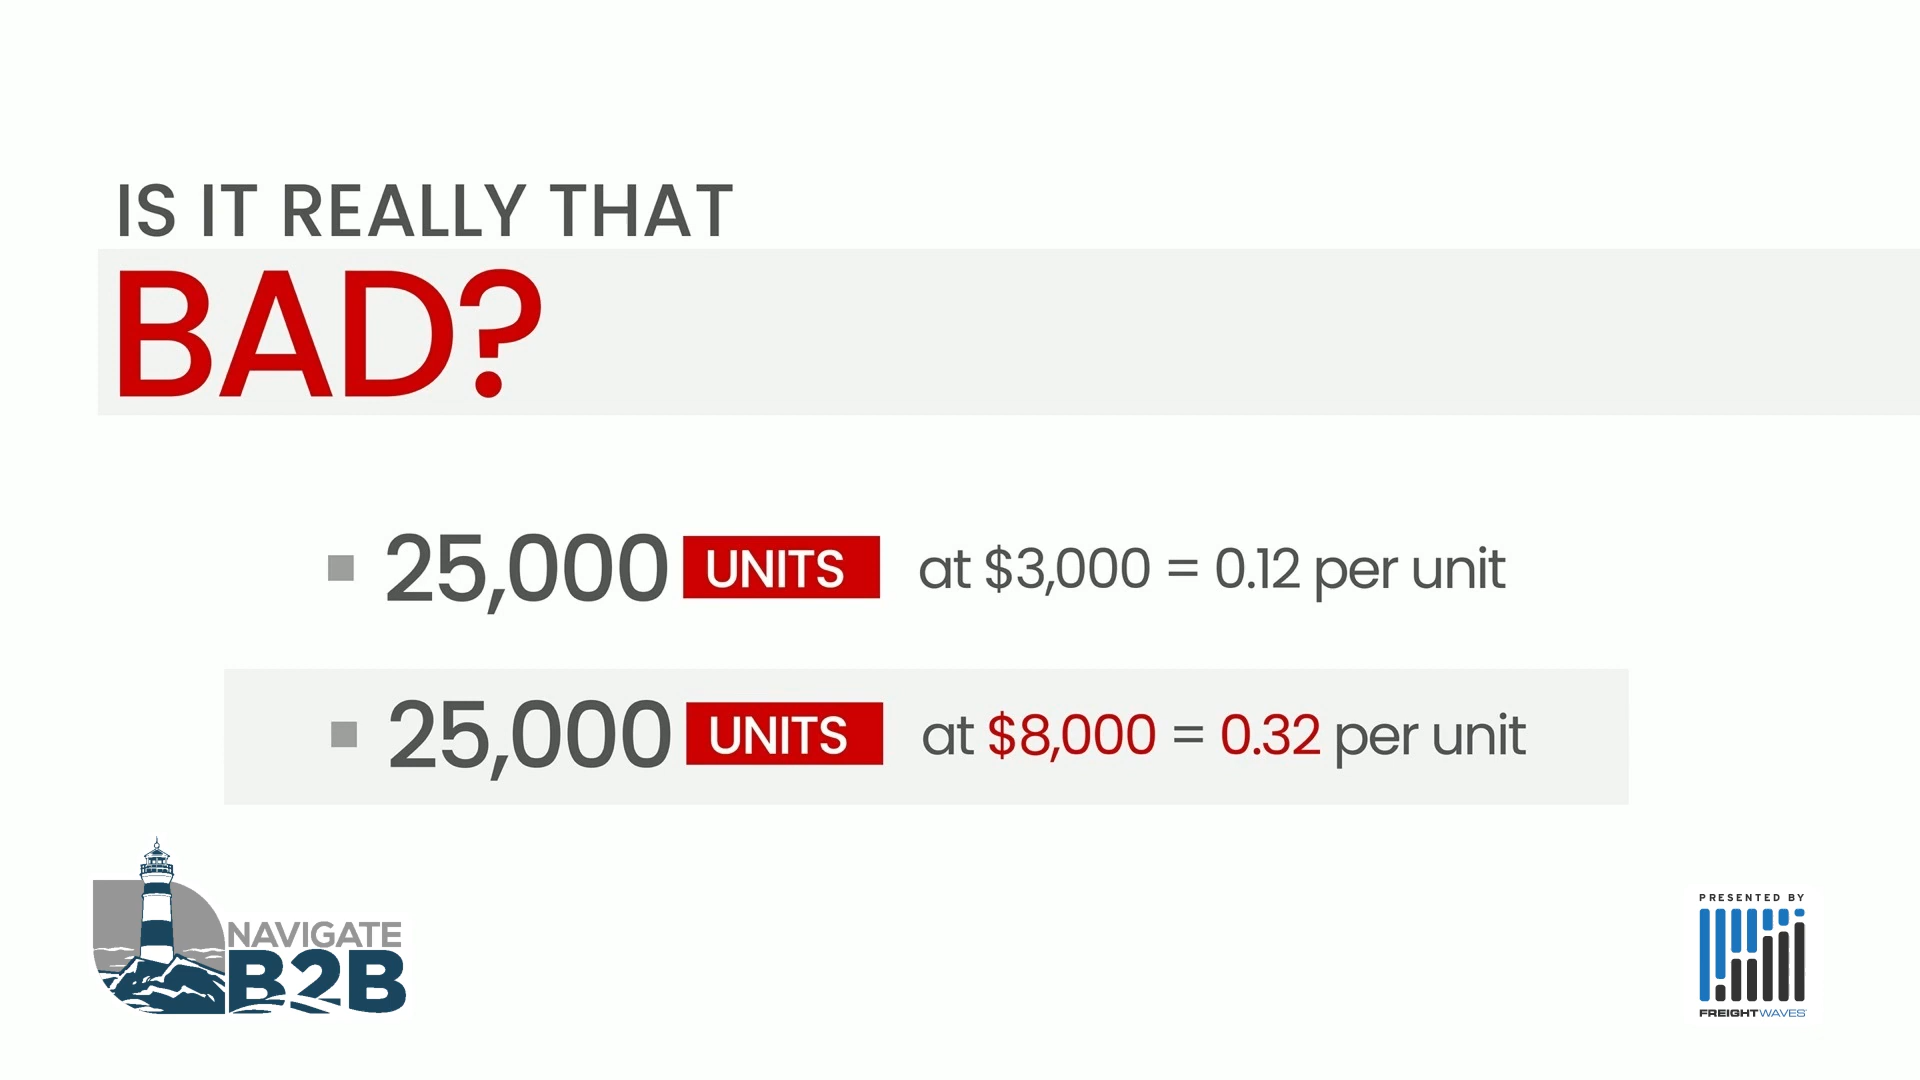 IS IT REALLY THAT
BAD?
25,000 UNITS at $3,000 = 0.12 per unit
25,000 UNITS at $8,000 = 0.32 per unit
NAVIGATE
B2B
PRESENTED BY
FREIGHTWAVES